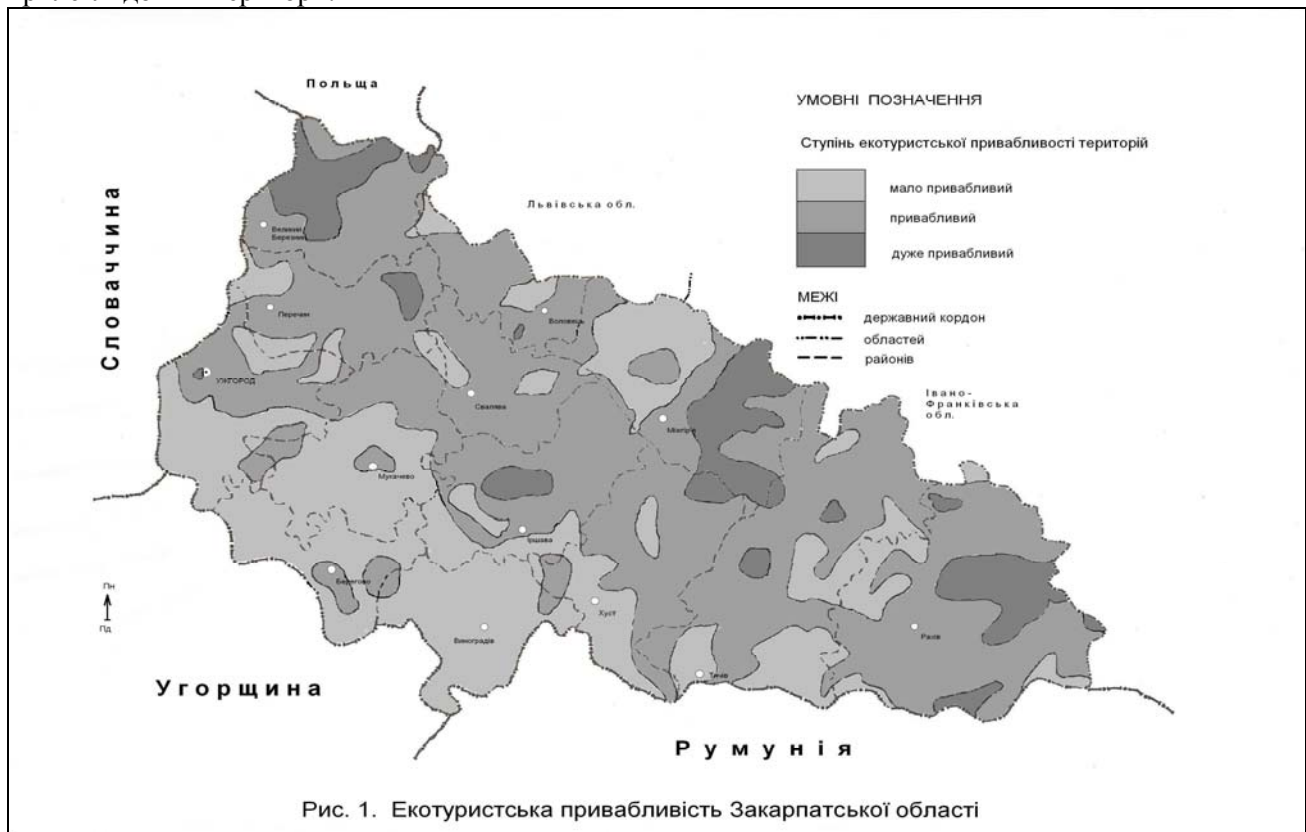 Польща
Словаччина
Львівська обл.
УМОВНІ ПОЗНАЧЕННЯ
Ступінь екотуристської привабливості територій
мало привабливий
привабливий
дуже привабливий
МЕЖІ
державний кордон
областей
районів
Великий
Березний
Перечин
Воловець
УЖГОРОД
Свалява
Міжгір'я
Івано-
Франківська
обл.
Мукачево
Іршава
Берегово
Хуст
Виноградів
Рахів
Тячів
Пн
Пд
Угорщина
Румунія
Рис. 1. Екотуристська привабливість Закарпатської області